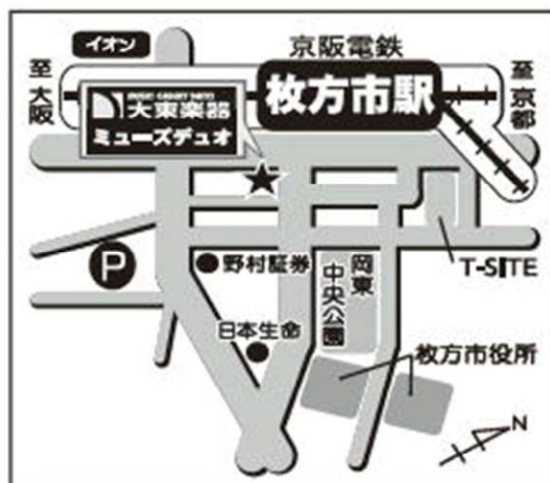 イオン
京阪電鉄
至大阪
枚方市駅
至京都
大東楽器
ミューズデュオ
T-SITE
P
野村証券
岡東
中央公園
日本生命
枚方市役所
N